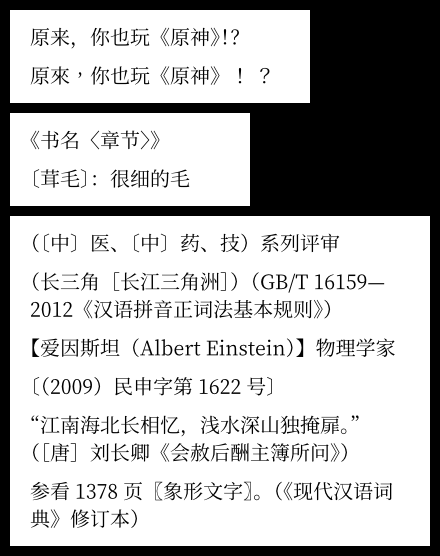 原来，你也玩《原神》！？
原來，你也玩《原神》！？
《书名〈章节〉》
〔茸毛〕：很细的毛
（〔中〕医、〔中〕药、技）系列评审
（长三角［长江三角洲］）（GB/T 16159—
2012《汉语拼音正词法基本规则》）
【爱因斯坦（Albert Einstein）】物理学家
〔（2009）民申字第 1622 号〕
“江南海北长相忆，浅水深山独掩扉。”
（［唐］刘长卿《会赦后酬主簿所问》）
参看 1378 页〖象形文字〗。（《现代汉语词
典》修订本）